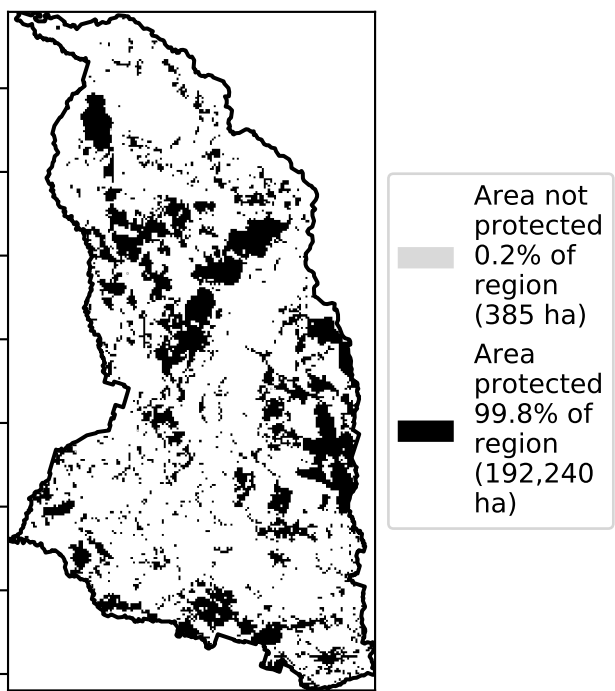 Area not
protected
0.2% of
region
(385 ha)
Area
protected
99.8% of
region
(192,240
ha)